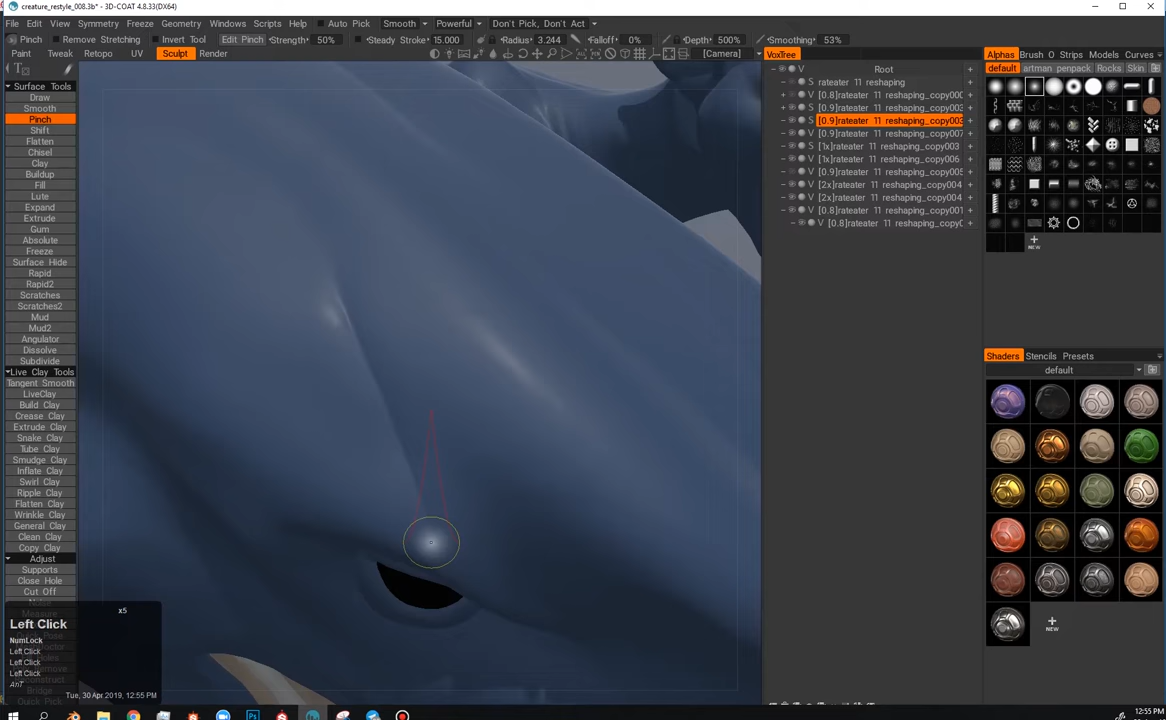 creature_restyle_008.3b* - 3D-COAT 4.8.33(DX64)
File Edit View Symmetry Freeze Geometry Windows Scripts Help Auto Pick Smooth Powerful Don't Pick, Don't Act
Pinch Remove Stretching Invert Tool Edit Pinch Strength: 50% Steady Stroke: 15.000 Radius: 3.244 Falloff: 0% Depth: 500% Smoothing: 53%
Paint Tweak Retopo UV Sculpt Render [Camera]
Surface Tools
Draw
Smooth
Pinch
Shift
Flatten
Chisel
Clay
Buildup
Fill
Lute
Expand
Extrude
Gum
Absolute
Freeze
Surface Hide
Rapid
Rapid2
Scratches
Scratches2
Mud
Mud2
Angulator
Dissolve
Subdivide
Live Clay Tools
Tangent Smooth
LiveClay
Build Clay
Crease Clay
Extrude Clay
Snake Clay
Tube Clay
Smudge Clay
Inflate Clay
Swirl Clay
Ripple Clay
Flatten Clay
Wrinkle Clay
General Clay
Clean Clay
Copy Clay
Adjust
Supports
Close Hole
Cut Off
x5
Left Click
NumLock
Left Click
Left Click
Left Click
Tue, 30 Apr 2019, 12:55 PM
VoxTree
V Root
S rateater 11 reshaping
V [0.8]rateater 11 reshaping_copy000
S [0.9]rateater 11 reshaping_copy003
S [0.9]rateater 11 reshaping_copy003
V [0.9]rateater 11 reshaping_copy007
S [1x]rateater 11 reshaping_copy003
V [1x]rateater 11 reshaping_copy006
V [0.9]rateater 11 reshaping_copy005
V [2x]rateater 11 reshaping_copy004
V [2x]rateater 11 reshaping_copy004
V [0.8]rateater 11 reshaping_copy001
V [0.8]rateater 11 reshaping_copy0
Alphas Brush O Strips Models Curves
default artman penpack Rocks Skin
NEW
Shaders Stencils Presets
default
NEW
12:55 PM